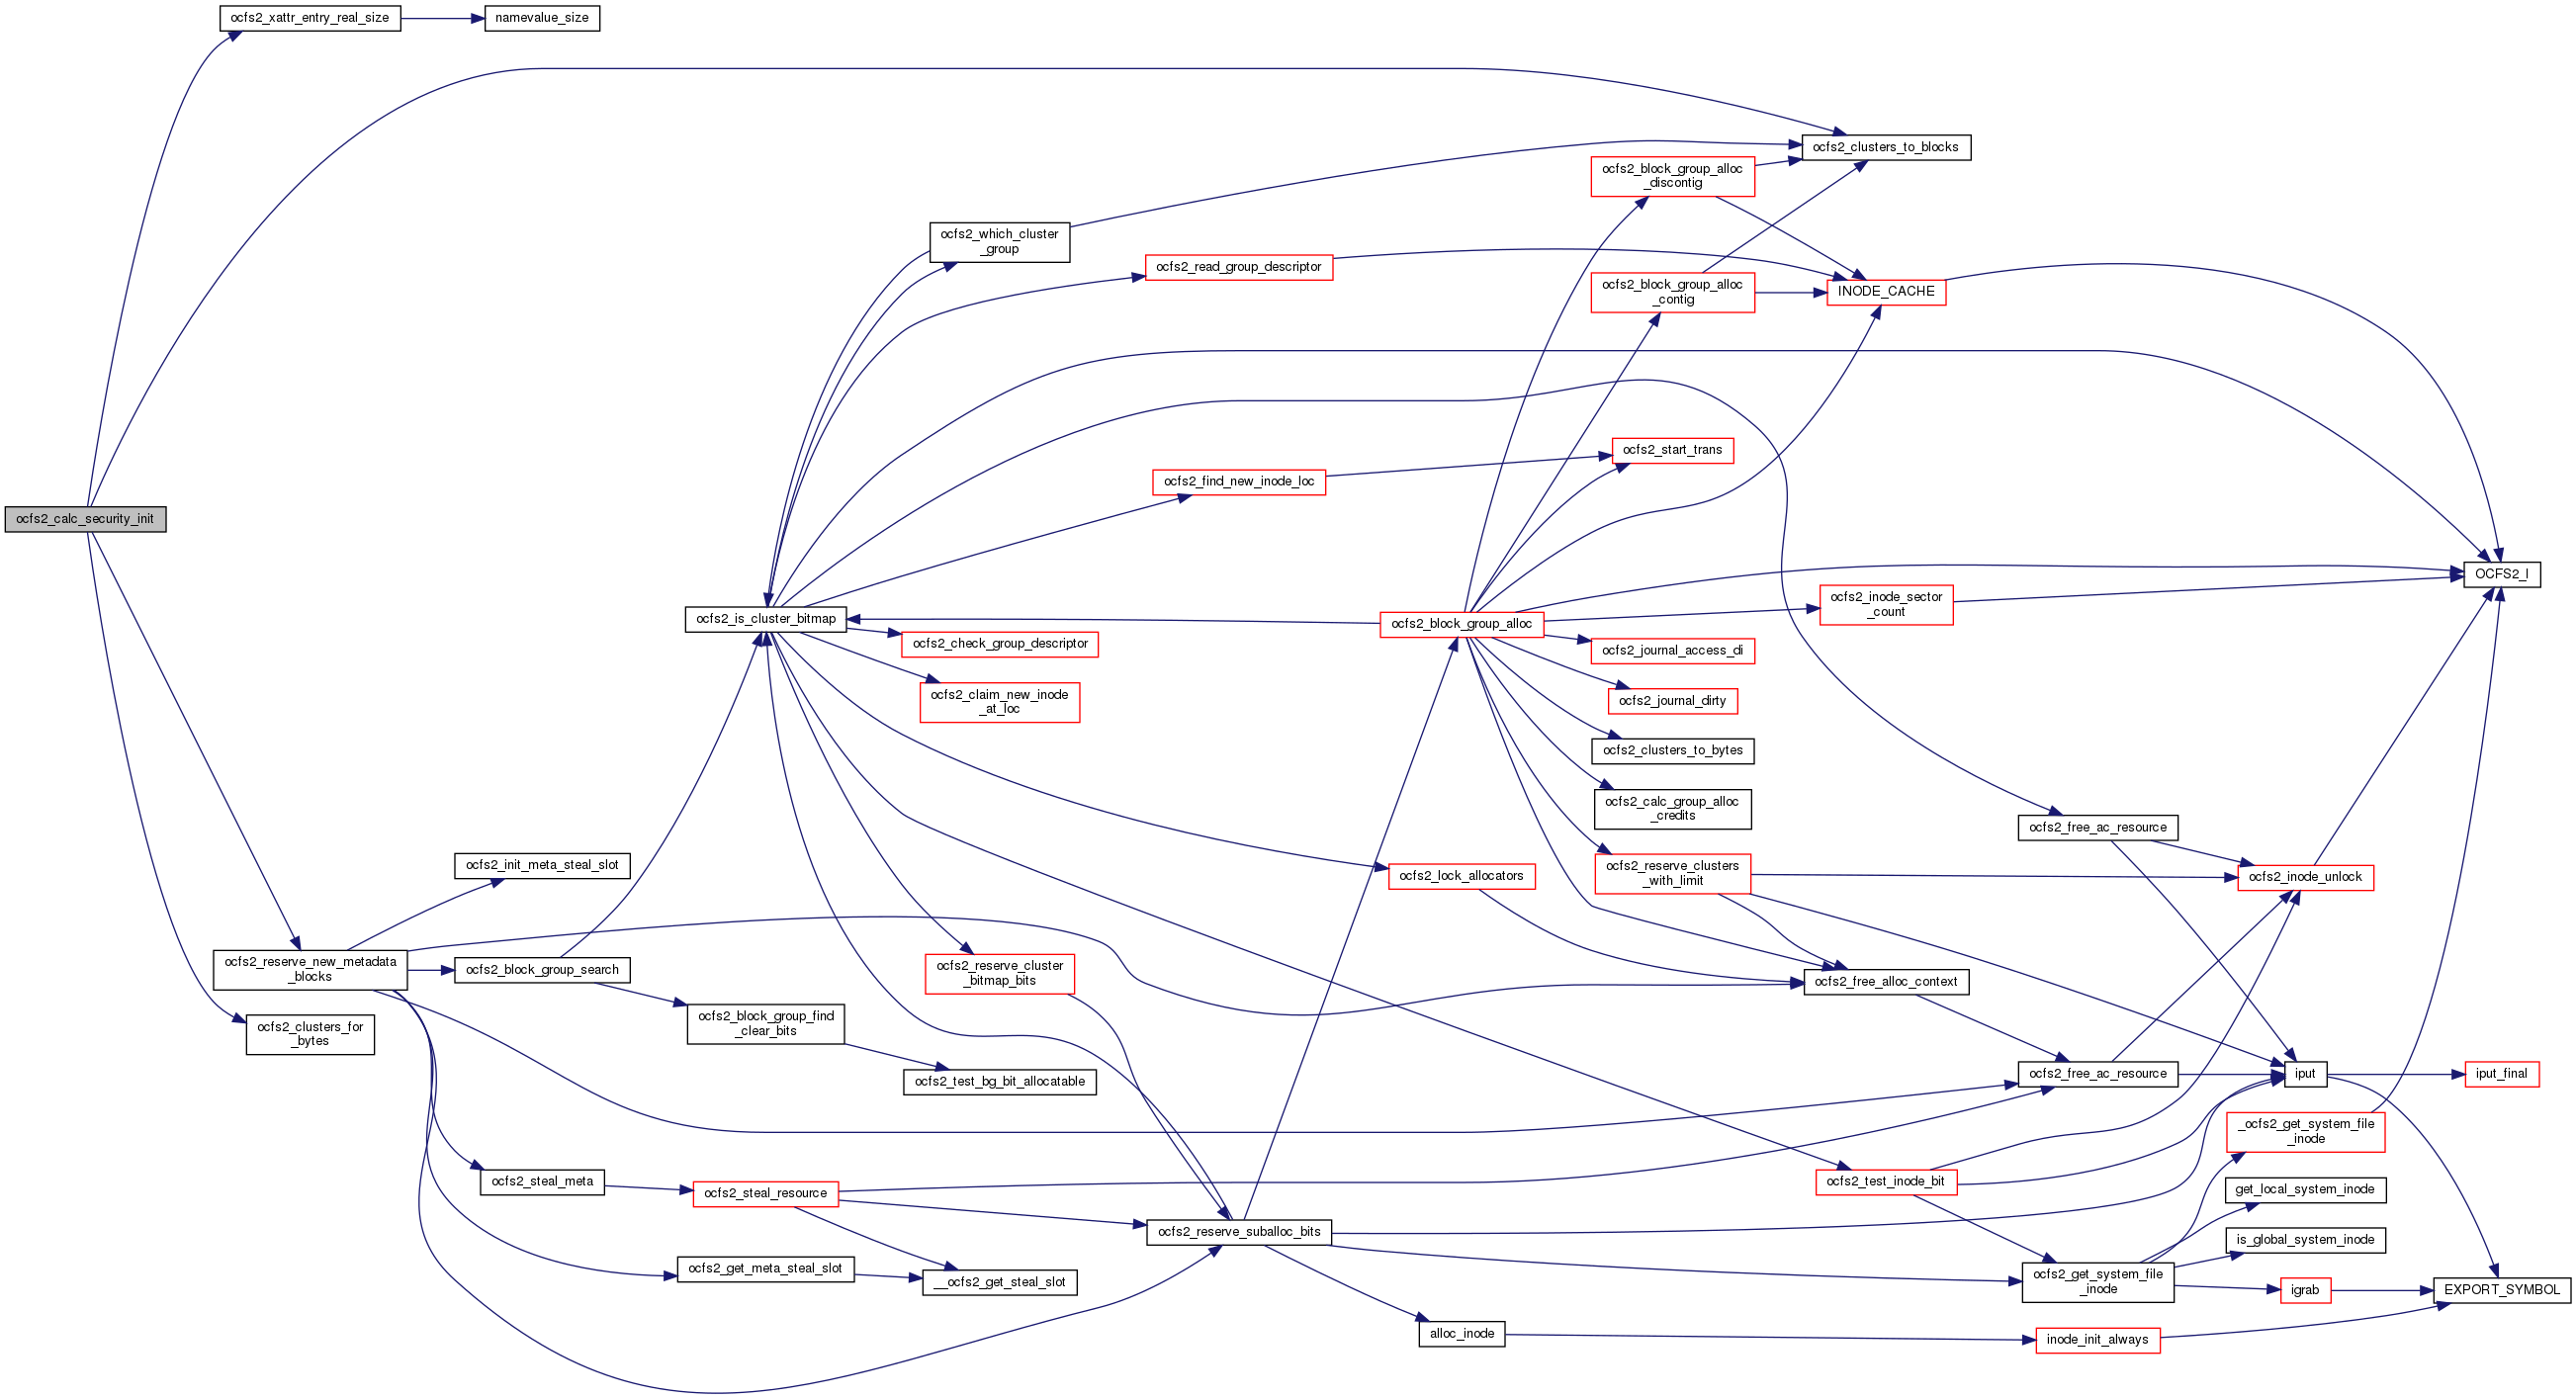 ocfs2_xattr_entry_real_size
namevalue_size
ocfs2_clusters_to_blocks
ocfs2_block_group_alloc
_discontig
ocfs2_which_cluster
_group
ocfs2_read_group_descriptor
ocfs2_block_group_alloc
_contig
INODE_CACHE
ocfs2_start_trans
ocfs2_find_new_inode_loc
ocfs2_calc_security_init
OCFS2_I
ocfs2_is_cluster_bitmap
ocfs2_block_group_alloc
ocfs2_inode_sector
_count
ocfs2_check_group_descriptor
ocfs2_journal_access_di
ocfs2_claim_new_inode
_at_loc
ocfs2_journal_dirty
ocfs2_clusters_to_bytes
ocfs2_calc_group_alloc
_credits
ocfs2_free_ac_resource
ocfs2_init_meta_steal_slot
ocfs2_lock_allocators
ocfs2_reserve_clusters
_with_limit
ocfs2_inode_unlock
ocfs2_reserve_new_metadata
_blocks
ocfs2_block_group_search
ocfs2_reserve_cluster
_bitmap_bits
ocfs2_free_alloc_context
ocfs2_clusters_for
_bytes
ocfs2_block_group_find
_clear_bits
ocfs2_test_bg_bit_allocatable
ocfs2_free_ac_resource
iput
iput_final
_ocfs2_get_system_file
_inode
ocfs2_steal_meta
ocfs2_steal_resource
ocfs2_test_inode_bit
get_local_system_inode
ocfs2_reserve_suballoc_bits
is_global_system_inode
ocfs2_get_meta_steal_slot
__ocfs2_get_steal_slot
ocfs2_get_system_file
_inode
igrab
EXPORT_SYMBOL
alloc_inode
inode_init_always